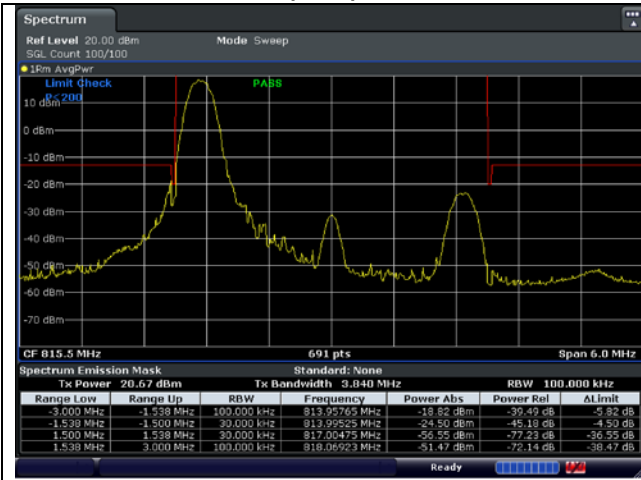 Spectrum
Ref Level 20.00 dBm Mode Sweep
SGL Count 100/100
1Rm AvgPwr
Limit Check PASS
P<200
10 dBm
0 dBm
-10 dBm
-20 dBm
-30 dBm
-40 dBm
-50 dBm
-60 dBm
-70 dBm
CF 815.5 MHz 691 pts Span 6.0 MHz
Spectrum Emission Mask Standard: None
Tx Power 20.67 dBm Tx Bandwidth 3.840 MHz RBW 100.000 kHz
Range Low Range Up RBW Frequency Power Abs Power Rel ΔLimit
-3.000 MHz -1.538 MHz 100.000 kHz 813.95765 MHz -18.82 dBm -39.49 dB -5.82 dB
-1.538 MHz -1.500 MHz 30.000 kHz 813.99525 MHz -24.50 dBm -45.18 dB -4.50 dB
1.500 MHz 1.538 MHz 30.000 kHz 817.00475 MHz -56.55 dBm -77.23 dB -36.55 dB
1.538 MHz 3.000 MHz 100.000 kHz 818.06923 MHz -51.47 dBm -72.14 dB -38.47 dB
Ready